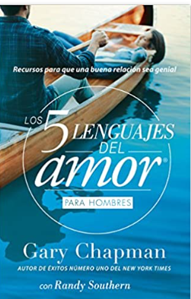 Recursos para que una buena relación sea genial
LOS
5 LENGUAJES
DEL
amor®
PARA HOMBRES
Gary Chapman
AUTOR DE ÉXITOS NÚMERO UNO DEL NEW YORK TIMES
con Randy Southern